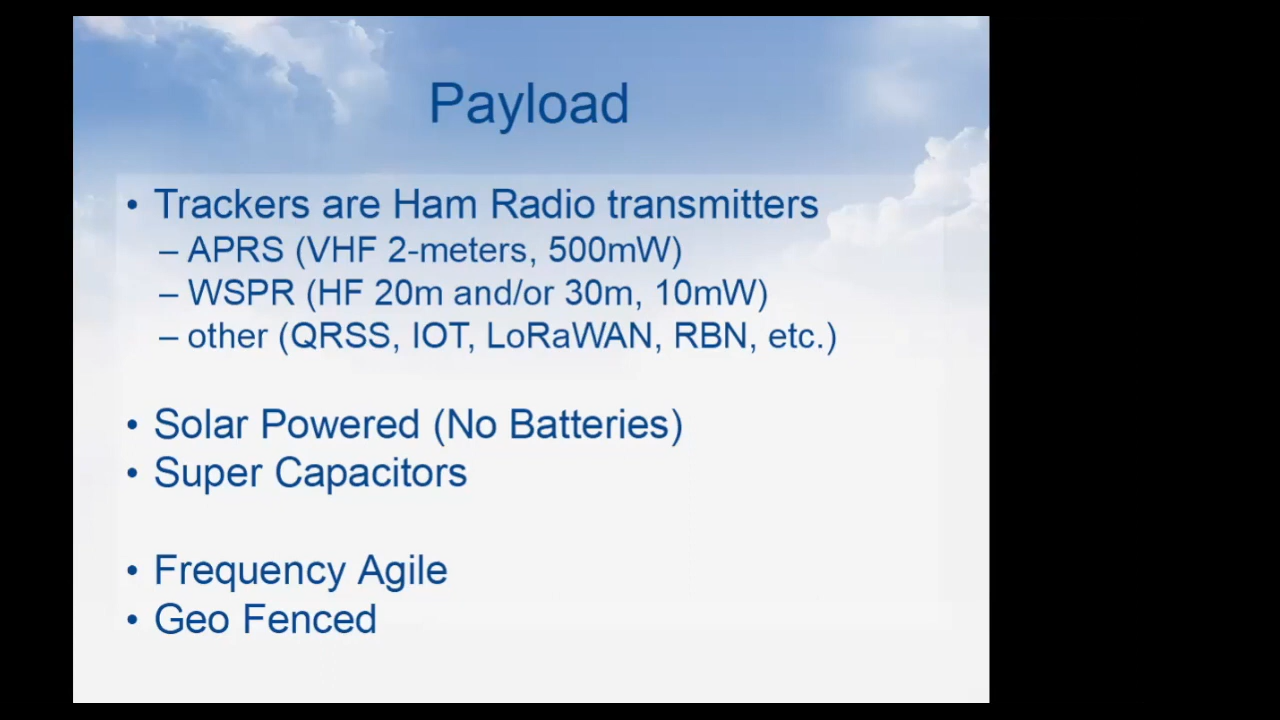 Payload
• Trackers are Ham Radio transmitters
– APRS (VHF 2-meters, 500mW)
– WSPR (HF 20m and/or 30m, 10mW)
– other (QRSS, IOT, LoRaWAN, RBN, etc.)
• Solar Powered (No Batteries)
• Super Capacitors
• Frequency Agile
• Geo Fenced